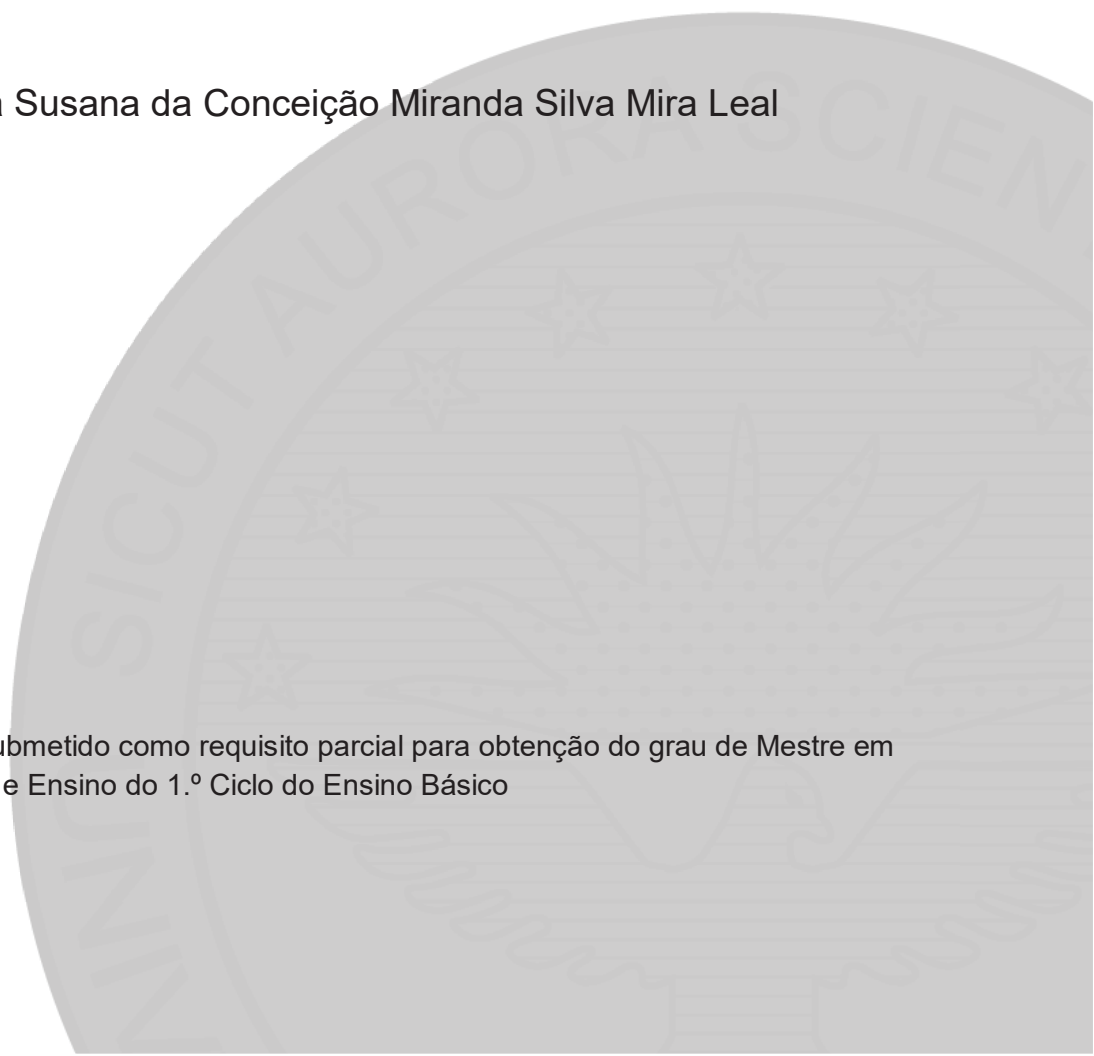 a Susana da Conceição Miranda Silva Mira Leal
SICUT AURORA SCIEN
ubmetido como requisito parcial para obtenção do grau de Mestre em
e Ensino do 1.º Ciclo do Ensino Básico